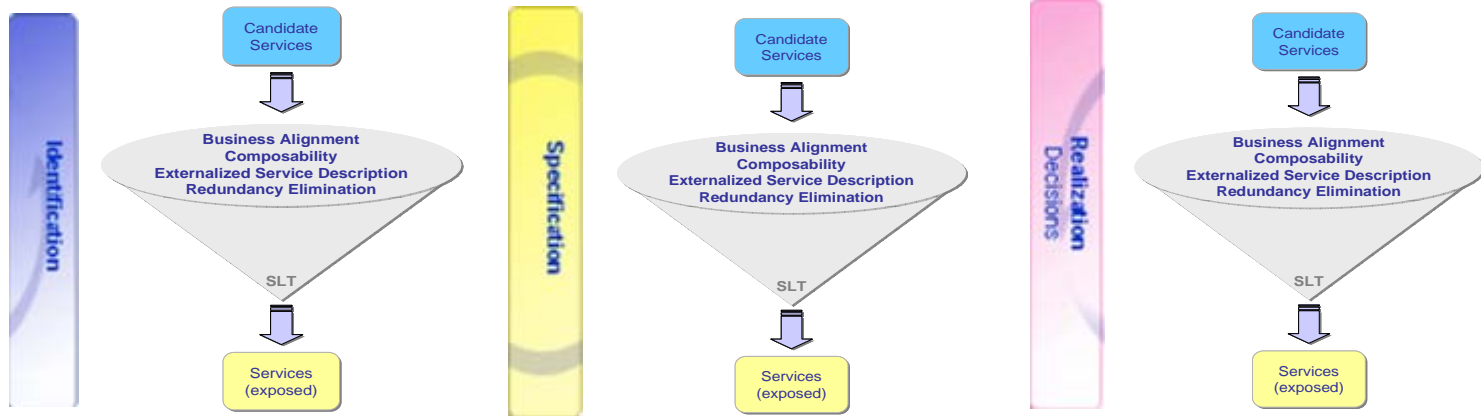 Identification
Candidate
Services
Business Alignment
Composability
Externalized Service Description
Redundancy Elimination
SLT
Services
(exposed)
Specification
Candidate
Services
Business Alignment
Composability
Externalized Service Description
Redundancy Elimination
SLT
Services
(exposed)
Realization
Decisions
Candidate
Services
Business Alignment
Composability
Externalized Service Description
Redundancy Elimination
SLT
Services
(exposed)